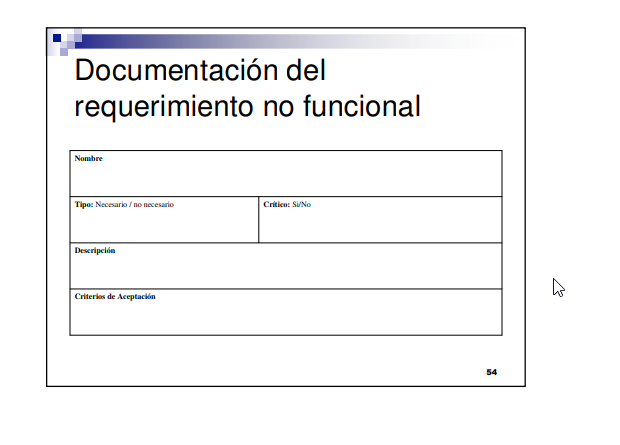 Documentación del
requerimiento no funcional
Nombre
Tipo: Necesario / no necesario
Crítico: Si/No
Descripción
Criterios de Aceptación
54